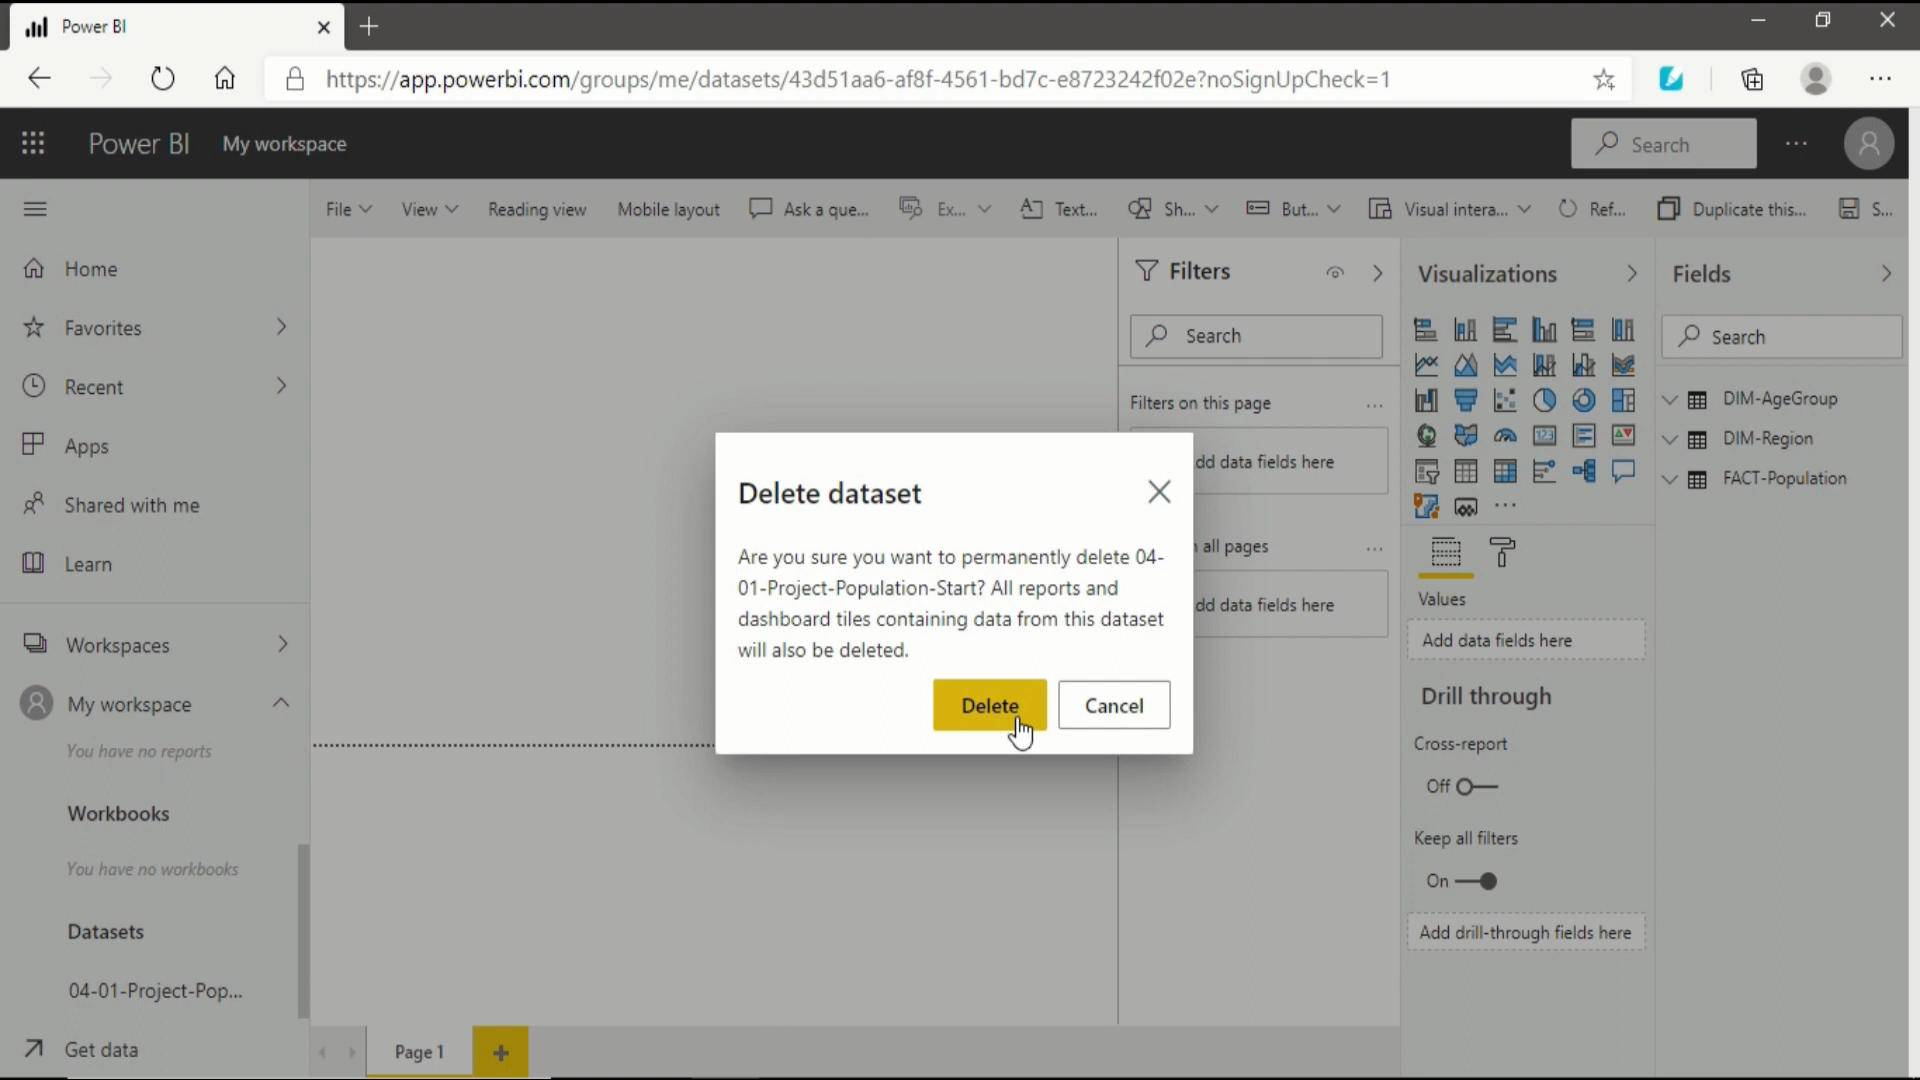 Power BI
https://app.powerbi.com/groups/me/datasets/43d51aa6-af8f-4561-bd7c-e8723242f02e?noSignUpCheck=1
Power BI
My workspace
Search
File
View
Reading view
Mobile layout
Ask a que...
Ex...
Text...
Sh...
But...
Visual intera...
Ref...
Duplicate this...
S...
Home
Favorites
Recent
Apps
Shared with me
Learn
Workspaces
My workspace
You have no reports
Workbooks
You have no workbooks
Datasets
04-01-Project-Pop...
Get data
Delete dataset
Are you sure you want to permanently delete 04-
01-Project-Population-Start? All reports and
dashboard tiles containing data from this dataset
will also be deleted.
Delete
Cancel
Page 1
Filters
Search
Filters on this page
dd data fields here
all pages
dd data fields here
Visualizations
123
Values
Add data fields here
Drill through
Cross-report
Off
Keep all filters
On
Add drill-through fields here
Fields
Search
DIM-AgeGroup
DIM-Region
FACT-Population